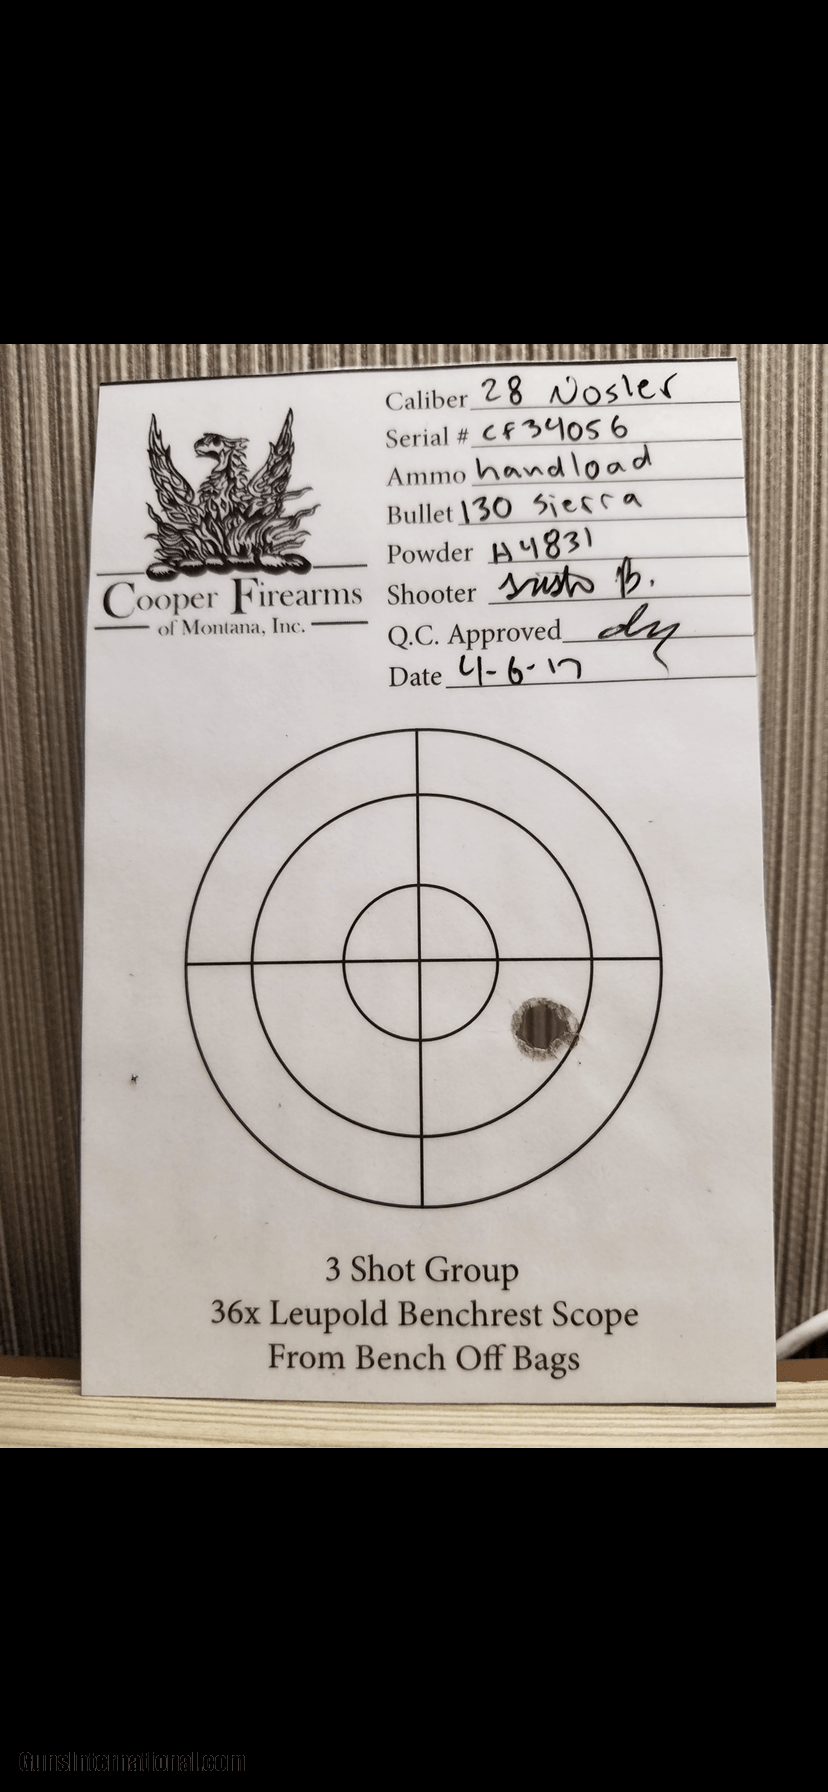 Caliber 28 Nosler
Serial # CF34056
Ammo handload
Bullet 130 Sierra
Powder H4831
Cooper Firearms
of Montana, Inc.
Shooter B.
Q.C. Approved
Date 4-6-17
3 Shot Group
36x Leupold Benchrest Scope
From Bench Off Bags
GunsInternational.com